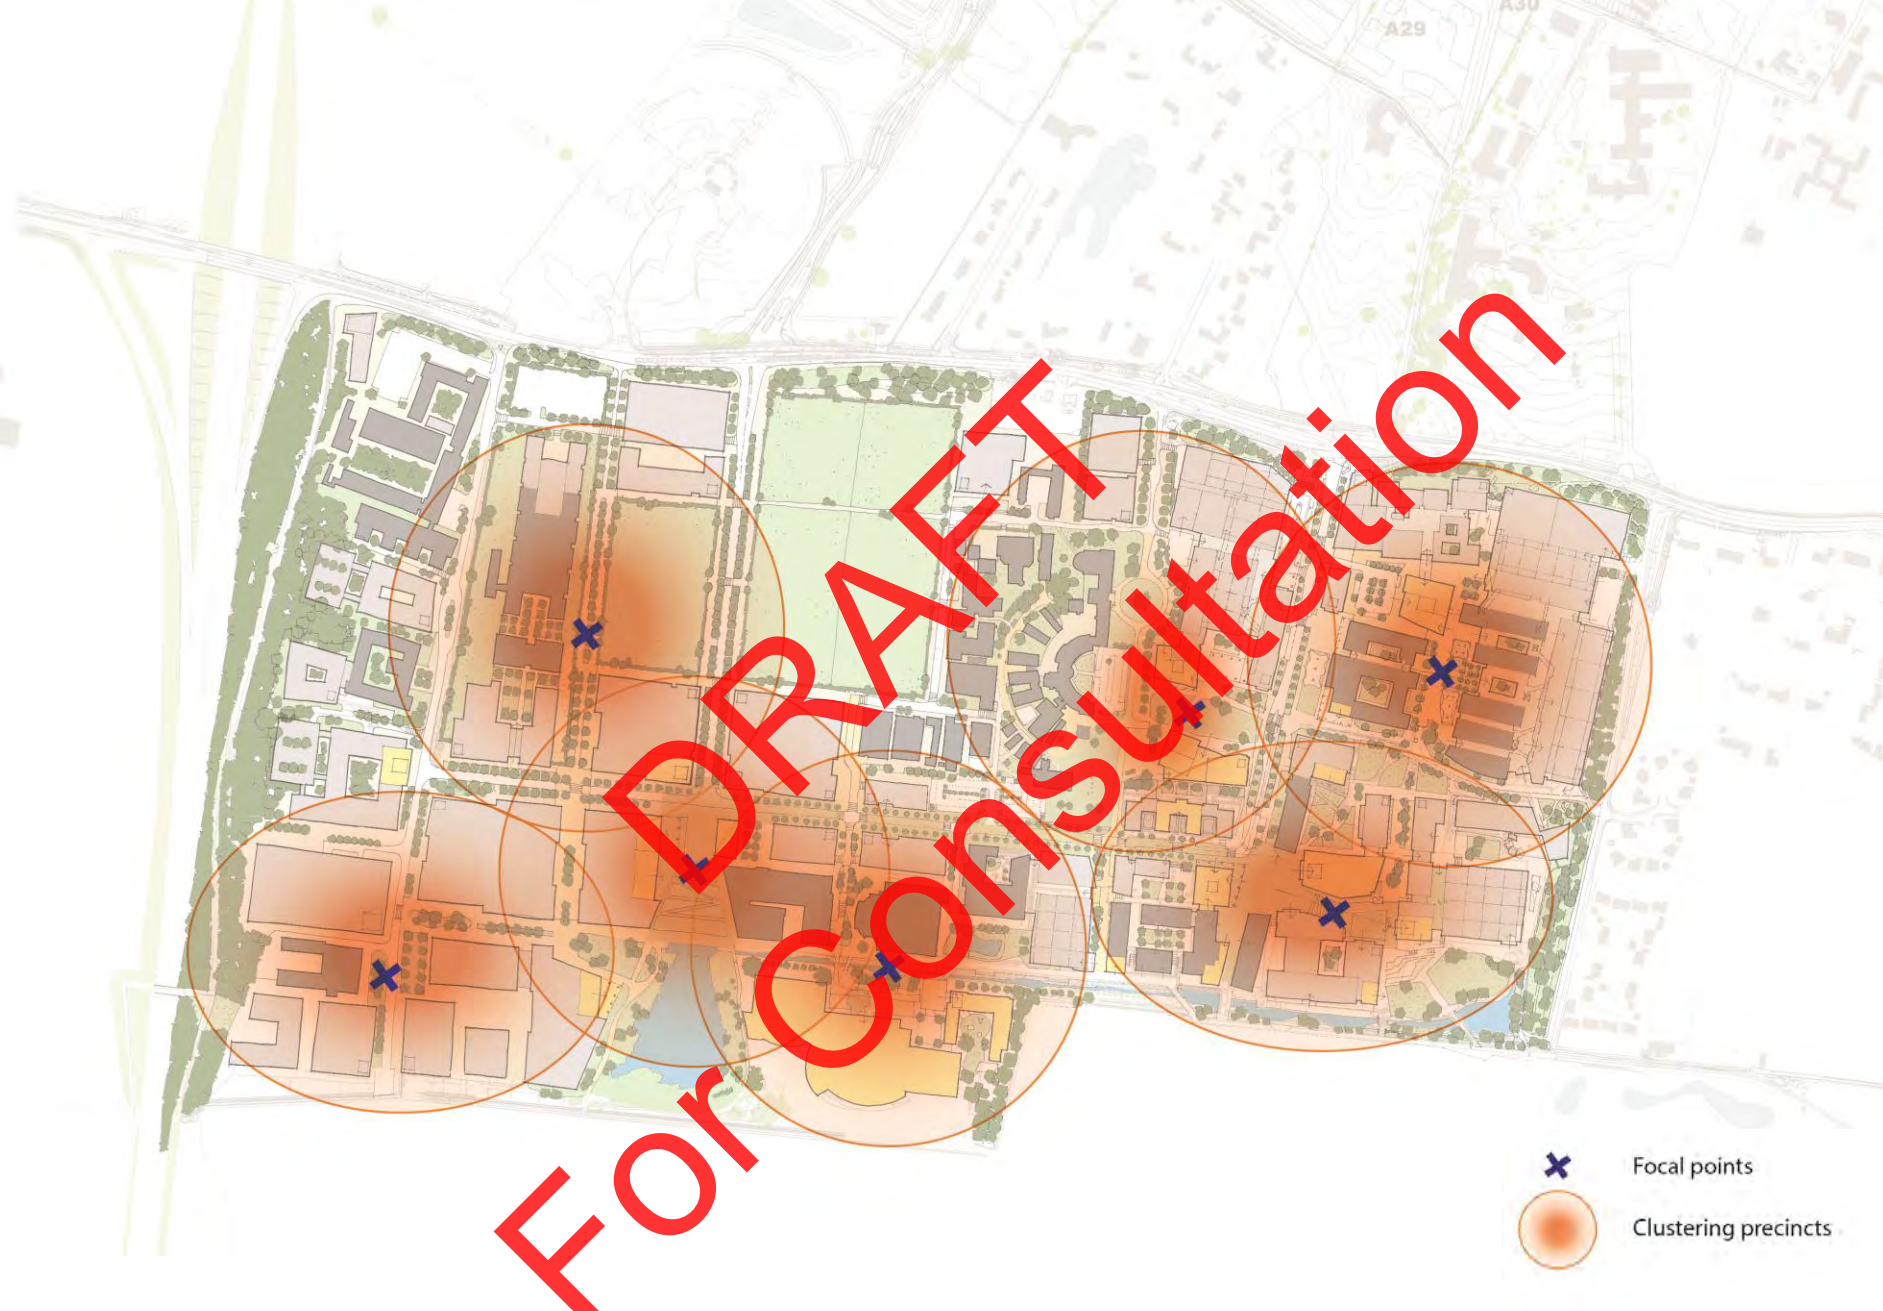 A29
A30
DRAFT
For Consultation
Focal points
Clustering precincts